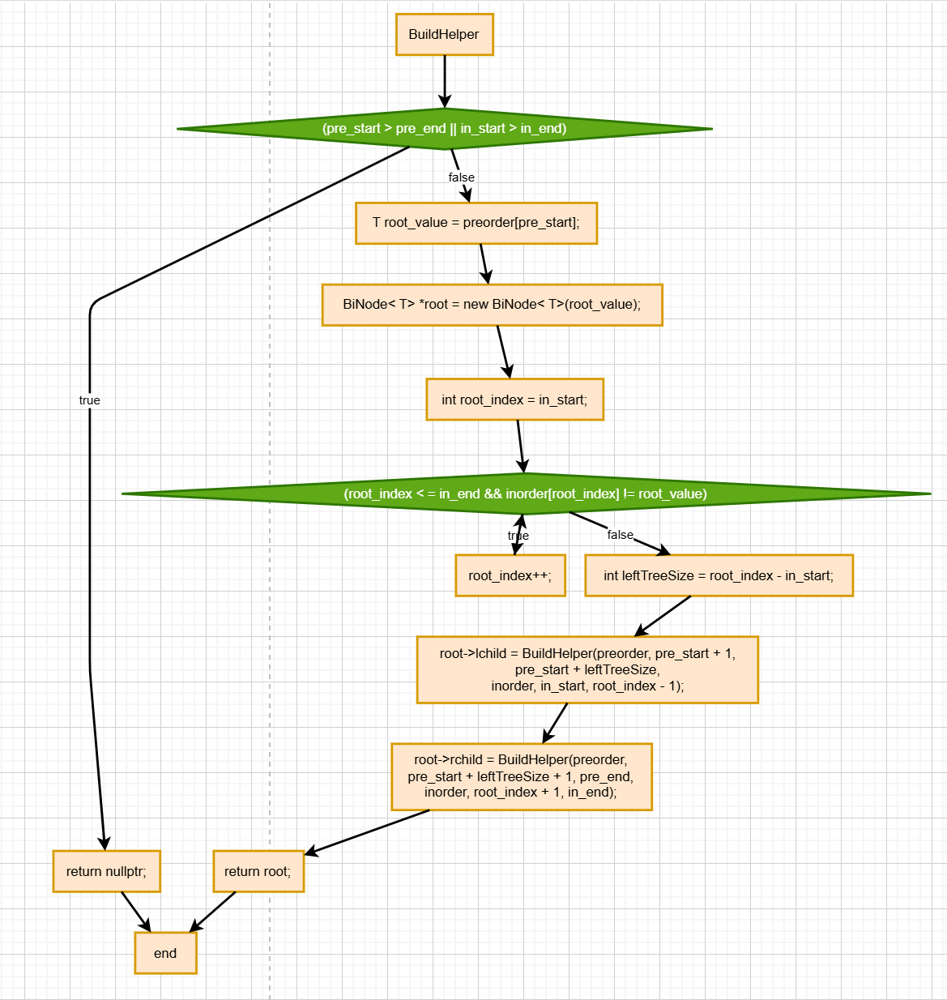 BuildHelper
(pre_start > pre_end || in_start > in_end)
false
T root_value = preorder[pre_start];
BiNode< T> *root = new BiNode< T>(root_value);
true
int root_index = in_start;
(root_index < = in_end && inorder[root_index] != root_value)
true
false
root_index++;
int leftTreeSize = root_index - in_start;
root->lchild = BuildHelper(preorder, pre_start + 1,
pre_start + leftTreeSize,
inorder, in_start, root_index - 1);
root->rchild = BuildHelper(preorder,
pre_start + leftTreeSize + 1, pre_end,
inorder, root_index + 1, in_end);
return nullptr;
return root;
end